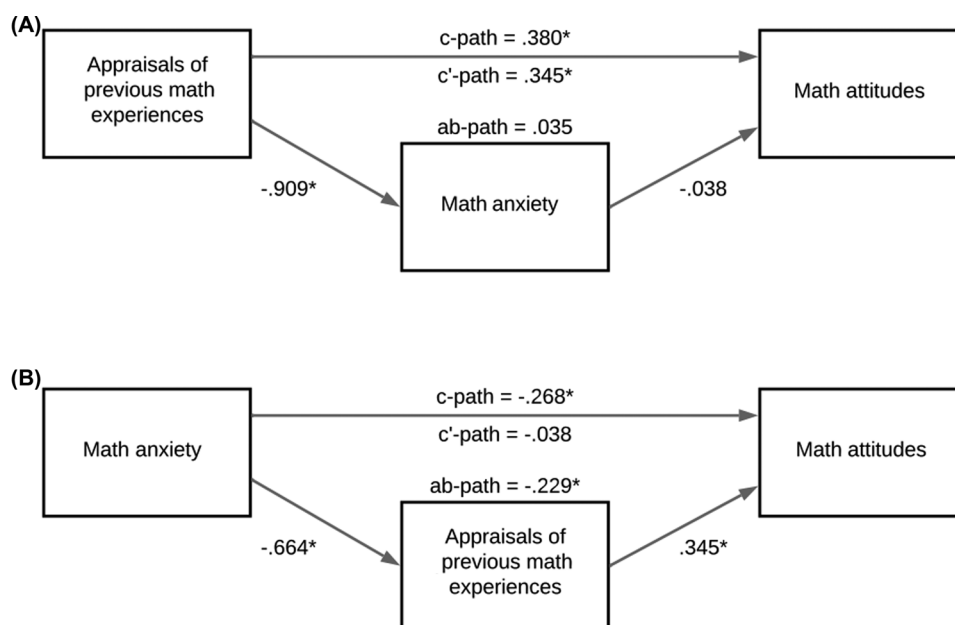 (A)
Appraisals of
previous math
experiences
c-path = .380*
c'-path = .345*
Math attitudes
ab-path = .035
-.909*
Math anxiety
-.038
(B)
Math anxiety
c-path = -.268*
c'-path = -.038
Math attitudes
ab-path = -.229*
-.664*
Appraisals of
previous math
experiences
.345*